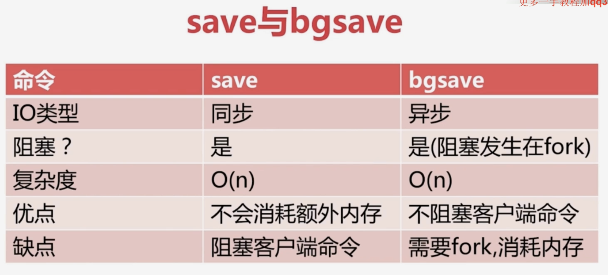 save与bgsave
命令 save bgsave
IO类型 同步 异步
阻塞？ 是 是(阻塞发生在fork)
复杂度 O(n) O(n)
优点 不会消耗额外内存 不阻塞客户端命令
缺点 阻塞客户端命令 需要fork,消耗内存